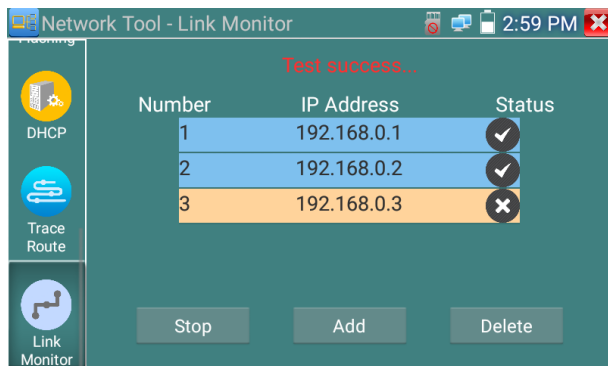 Network Tool - Link Monitor
2:59 PM
Flashing
Test success...
Number IP Address Status
1 192.168.0.1
2 192.168.0.2
3 192.168.0.3
DHCP
Trace
Route
Link
Monitor
Stop Add Delete